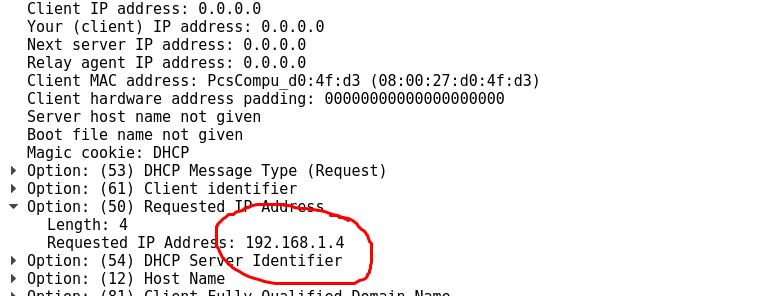 Client IP address: 0.0.0.0
Your (client) IP address: 0.0.0.0
Next server IP address: 0.0.0.0
Relay agent IP address: 0.0.0.0
Client MAC address: PcsCompu_d0:4f:d3 (08:00:27:d0:4f:d3)
Client hardware address padding: 00000000000000000000
Server host name not given
Boot file name not given
Magic cookie: DHCP
Option: (53) DHCP Message Type (Request)
Option: (61) Client identifier
Option: (50) Requested IP Address
Length: 4
Requested IP Address: 192.168.1.4
Option: (54) DHCP Server Identifier
Option: (12) Host Name
Option: (81) Client Fully Qualified Domain Name